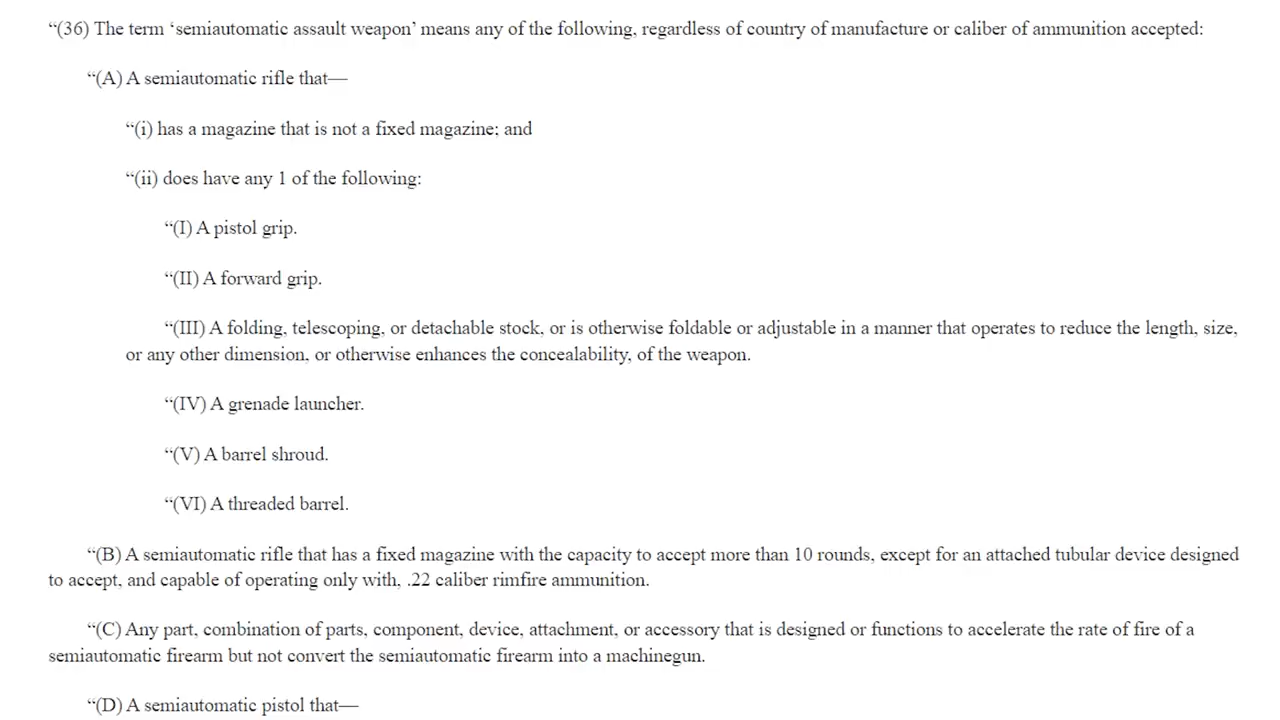 “(36) The term ‘semiautomatic assault weapon’ means any of the following, regardless of country of manufacture or caliber of ammunition accepted:
“(A) A semiautomatic rifle that—
“(i) has a magazine that is not a fixed magazine; and
“(ii) does have any 1 of the following:
“(I) A pistol grip.
“(II) A forward grip.
“(III) A folding, telescoping, or detachable stock, or is otherwise foldable or adjustable in a manner that operates to reduce the length, size,
or any other dimension, or otherwise enhances the concealability, of the weapon.
“(IV) A grenade launcher.
“(V) A barrel shroud.
“(VI) A threaded barrel.
“(B) A semiautomatic rifle that has a fixed magazine with the capacity to accept more than 10 rounds, except for an attached tubular device designed
to accept, and capable of operating only with, .22 caliber rimfire ammunition.
“(C) Any part, combination of parts, component, device, attachment, or accessory that is designed or functions to accelerate the rate of fire of a
semiautomatic firearm but not convert the semiautomatic firearm into a machinegun.
“(D) A semiautomatic pistol that—